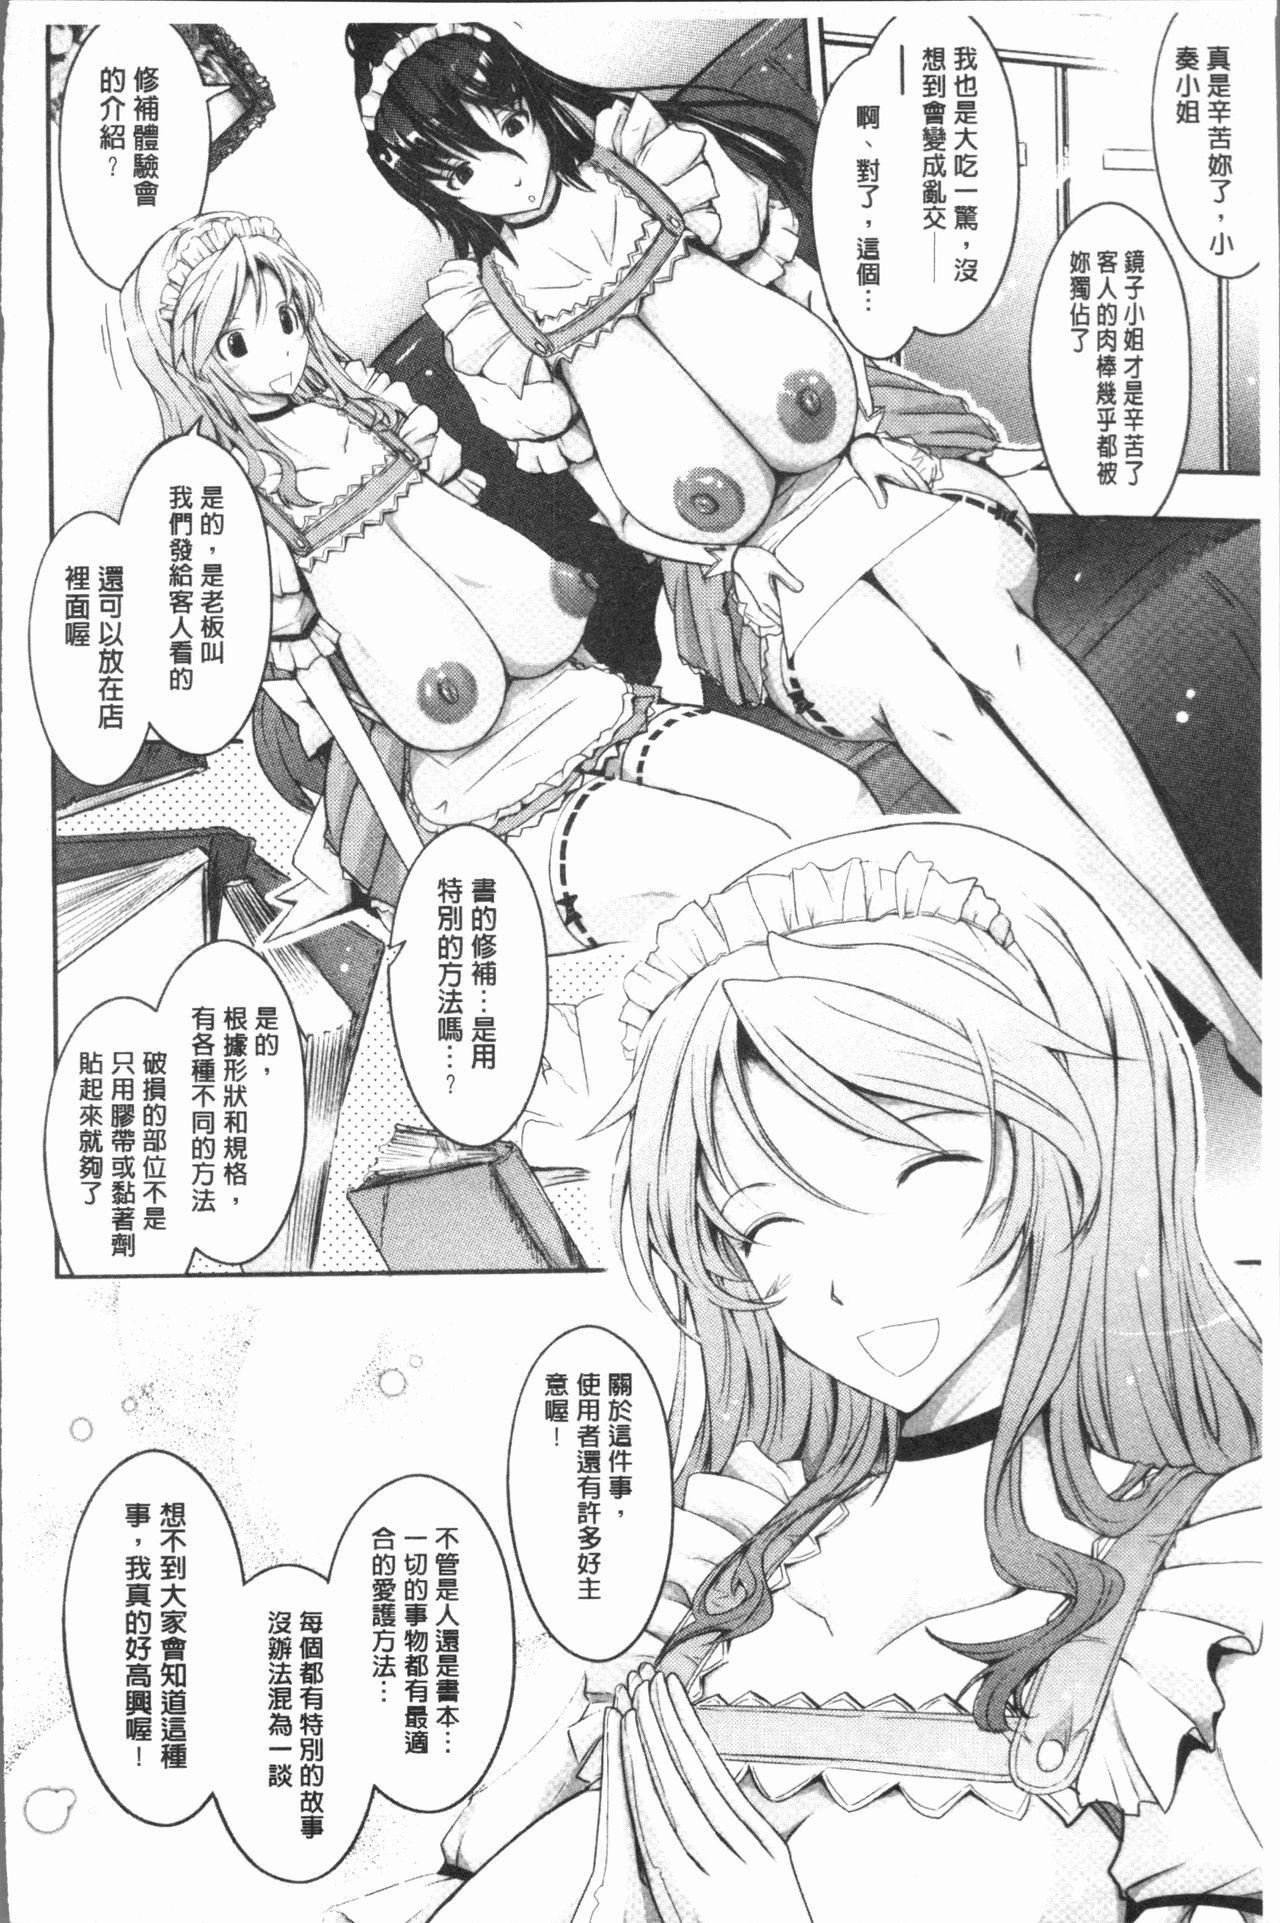 真是辛苦妳了，小
奏小姐
鏡子小姐才是辛苦了
客人的肉棒幾乎都被
妳獨佔了
我也是大吃一驚，沒
想到會變成亂交——
——
啊、對了，這個…
修補體驗會
的介紹？
是的，是老板叫
我們發給客人看的
還可以放在店
裡面喔
書的修補…是用
特別的方法嗎…？
是的，
根據形狀和規格，
有各種不同的方法
破損的部位不是
只用膠帶或黏著劑
貼起來就夠了
關於這件事，
使用者還有許多好主
意喔！
不管是人還是書本…
一切的事物都有最適
合的愛護方法…
每個都有特別的故事
沒辦法混為一談
想不到大家會知道這種
事，我真的好高興喔！